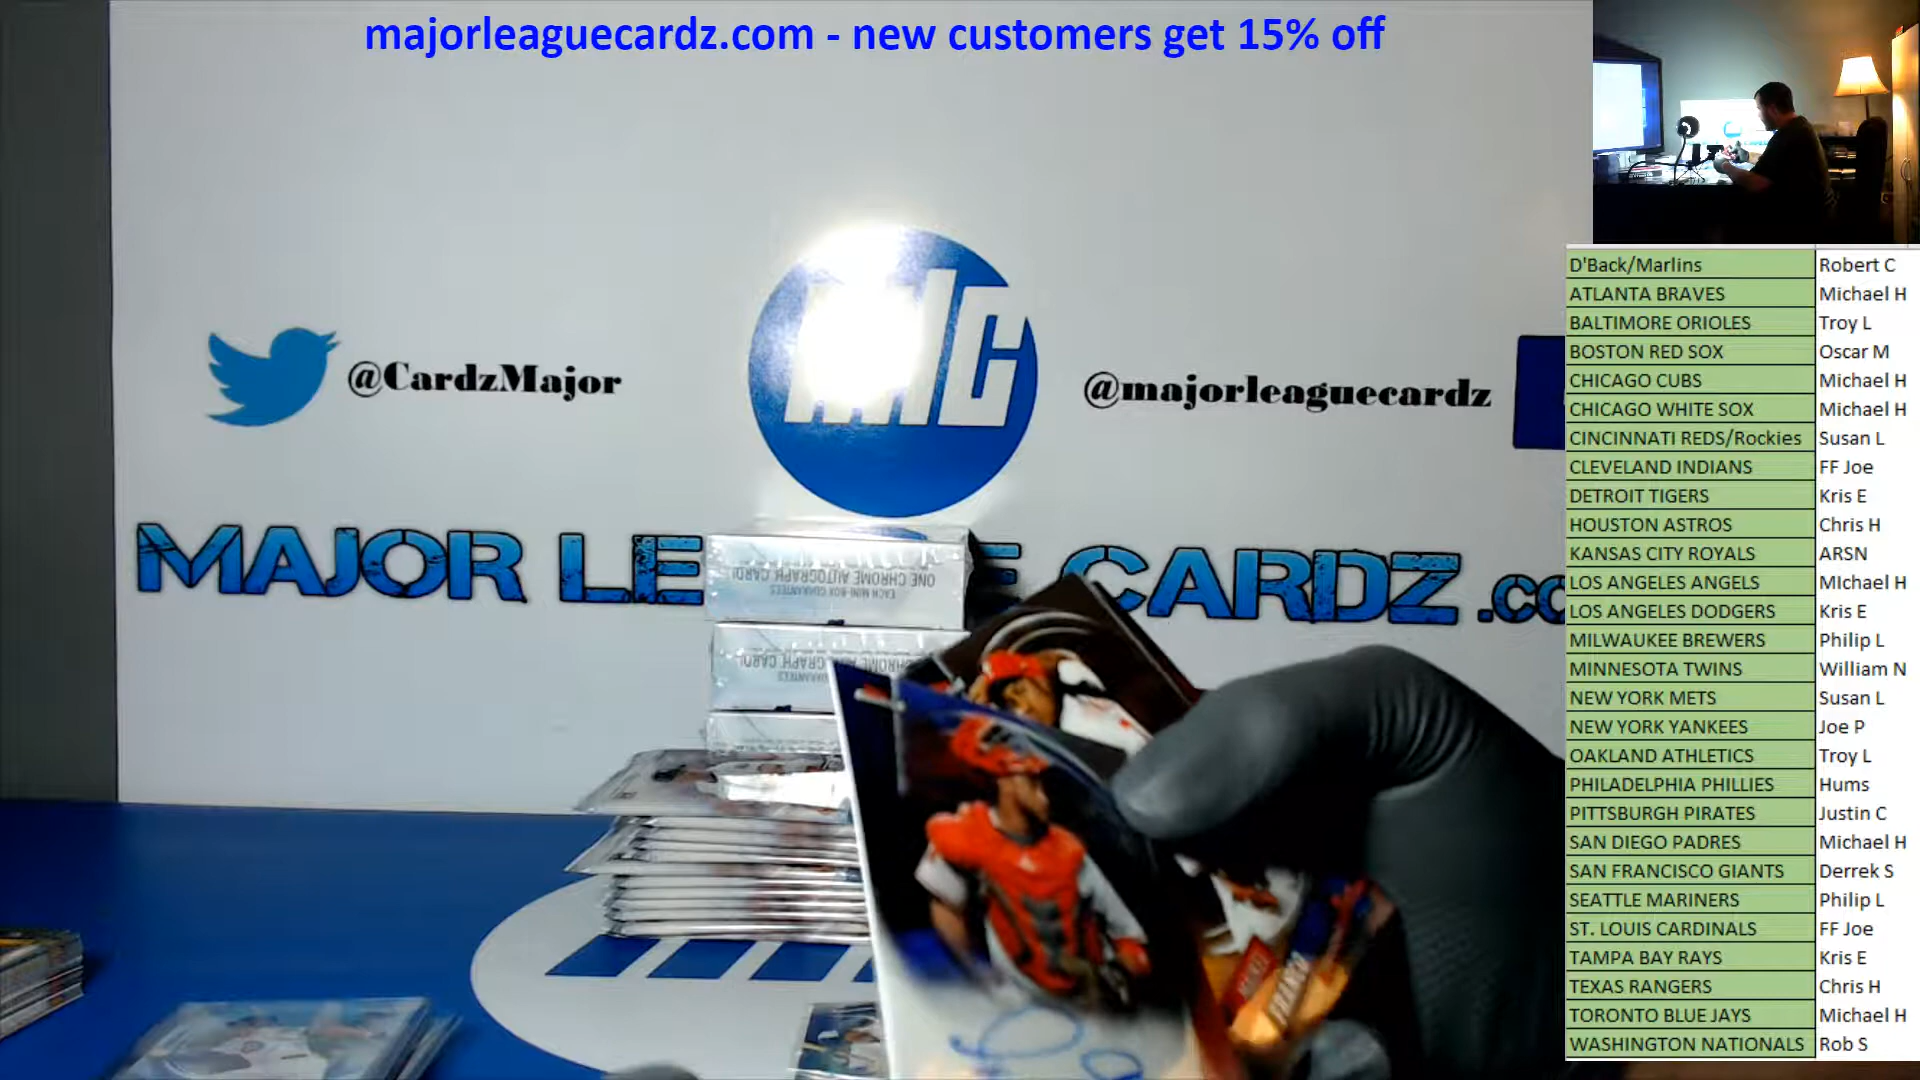 majorleaguecardz.com - new customers get 15% off
@CardzMajor
MC
@majorleaguecardz
MAJOR LE E CARDZ .co
ONE CHROME AUTOGRAPH CARD!
EACH MINI-BOX GUARANTEES
D'Back/Marlins Robert C
ATLANTA BRAVES Michael H
BALTIMORE ORIOLES Troy L
BOSTON RED SOX Oscar M
CHICAGO CUBS Michael H
CHICAGO WHITE SOX Michael H
CINCINNATI REDS/Rockies Susan L
CLEVELAND INDIANS FF Joe
DETROIT TIGERS Kris E
HOUSTON ASTROS Chris H
KANSAS CITY ROYALS ARSN
LOS ANGELES ANGELS MIchael H
LOS ANGELES DODGERS Kris E
MILWAUKEE BREWERS Philip L
MINNESOTA TWINS William N
NEW YORK METS Susan L
NEW YORK YANKEES Joe P
OAKLAND ATHLETICS Troy L
PHILADELPHIA PHILLIES Hums
PITTSBURGH PIRATES Justin C
SAN DIEGO PADRES Michael H
SAN FRANCISCO GIANTS Derrek S
SEATTLE MARINERS Philip L
ST. LOUIS CARDINALS FF Joe
TAMPA BAY RAYS Kris E
TEXAS RANGERS Chris H
TORONTO BLUE JAYS Michael H
WASHINGTON NATIONALS Rob S